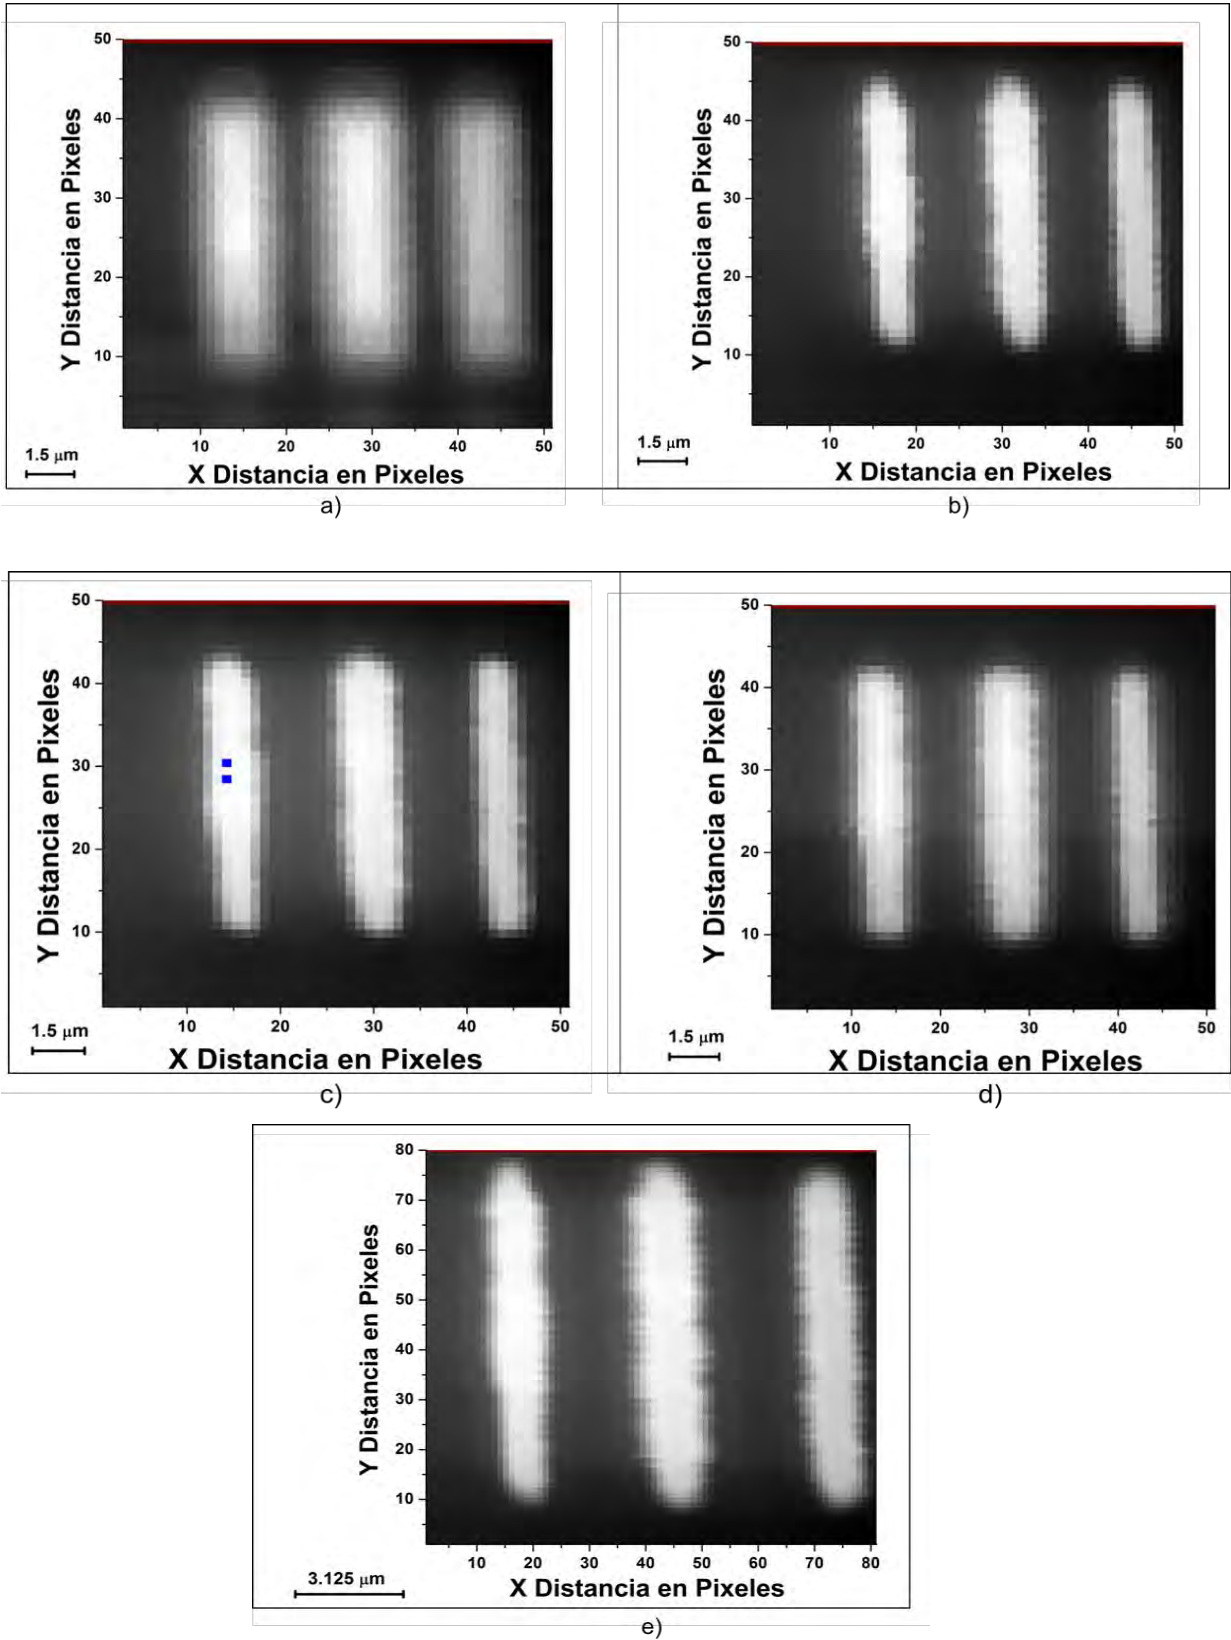 50
40
30
20
10
Y Distancia en Pixeles
10 20 30 40 50
1.5 μm
X Distancia en Pixeles
a)
50
40
30
20
10
Y Distancia en Pixeles
10 20 30 40 50
1.5 μm
X Distancia en Pixeles
b)
50
40
30
20
10
Y Distancia en Pixeles
10 20 30 40 50
1.5 μm
X Distancia en Pixeles
c)
50
40
30
20
10
Y Distancia en Pixeles
10 20 30 40 50
1.5 μm
X Distancia en Pixeles
d)
80
70
60
50
40
30
20
10
Y Distancia en Pixeles
10 20 30 40 50 60 70 80
3.125 μm
X Distancia en Pixeles
e)